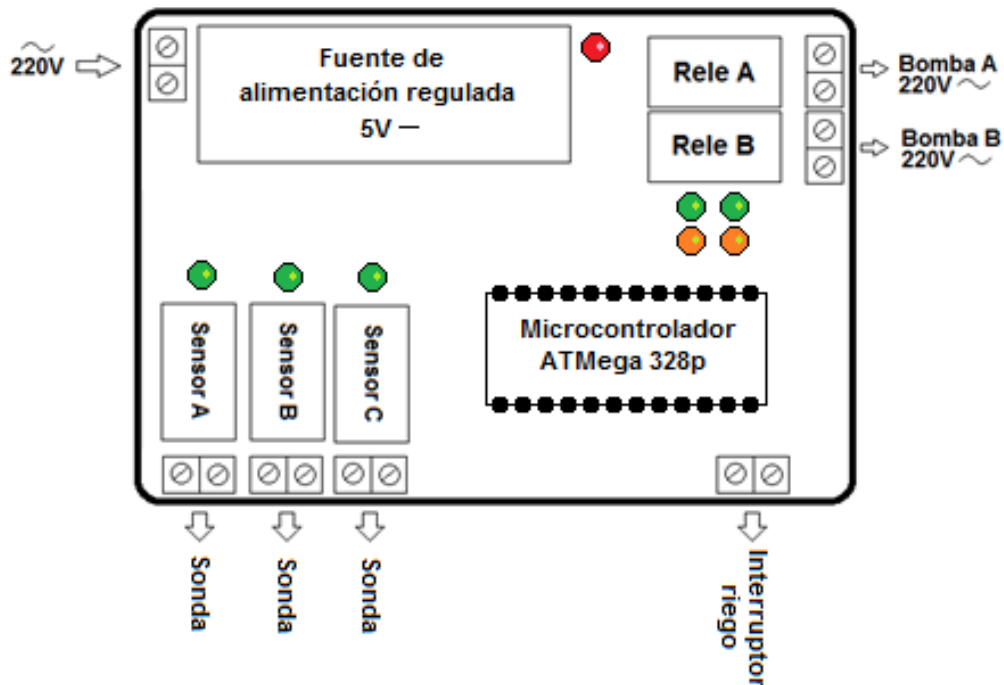 220V
Fuente de
alimentación regulada
5V
Rele A
Rele B
Bomba A
220V
Bomba B
220V
Sensor A
Sensor B
Sensor C
Microcontrolador
ATMega 328p
Sonda
Sonda
Sonda
Interruptor
riego